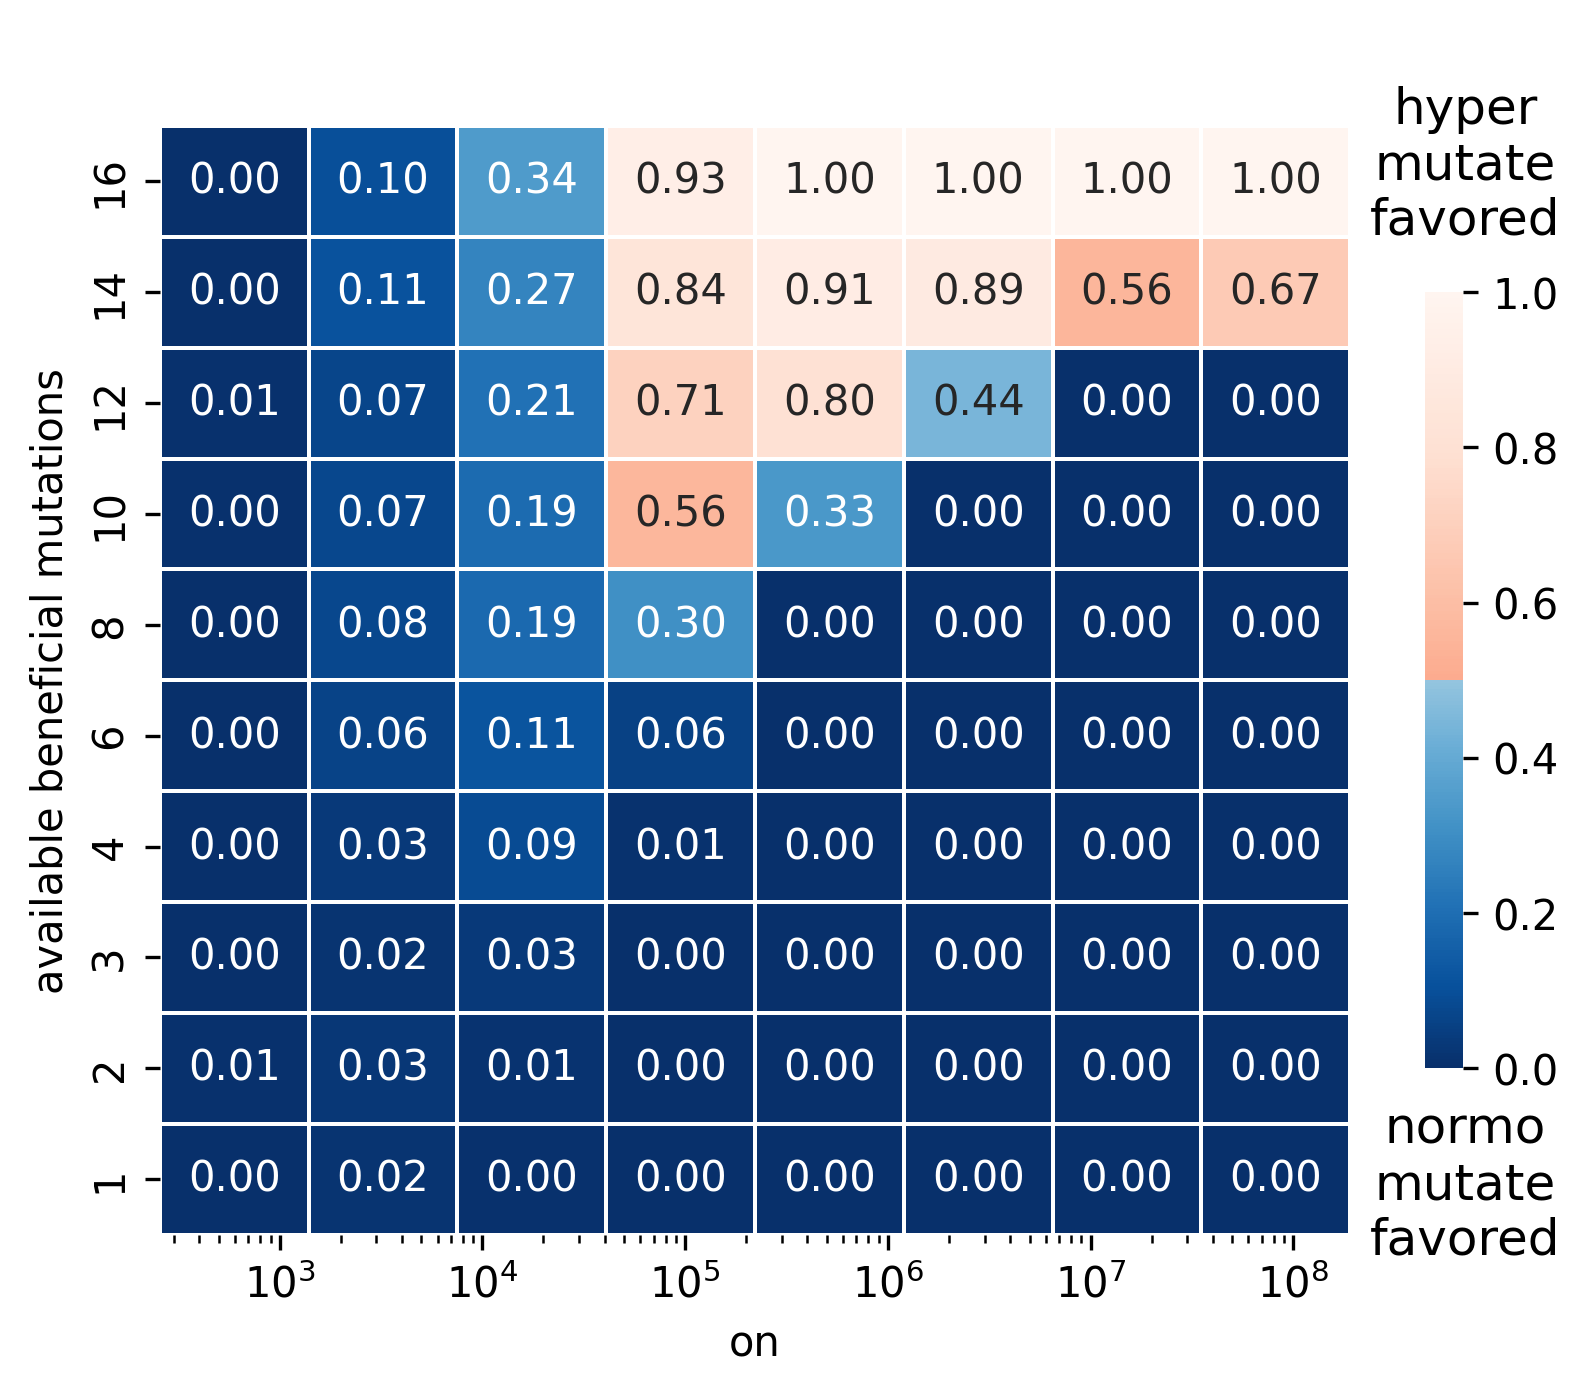 hyper
mutate
favored
16 0.00 0.10 0.34 0.93 1.00 1.00 1.00 1.00
14 0.00 0.11 0.27 0.84 0.91 0.89 0.56 0.67
12 0.01 0.07 0.21 0.71 0.80 0.44 0.00 0.00
10 0.00 0.07 0.19 0.56 0.33 0.00 0.00 0.00
8 0.00 0.08 0.19 0.30 0.00 0.00 0.00 0.00
6 0.00 0.06 0.11 0.06 0.00 0.00 0.00 0.00
4 0.00 0.03 0.09 0.01 0.00 0.00 0.00 0.00
3 0.00 0.02 0.03 0.00 0.00 0.00 0.00 0.00
2 0.01 0.03 0.01 0.00 0.00 0.00 0.00 0.00
1 0.00 0.02 0.00 0.00 0.00 0.00 0.00 0.00
available beneficial mutations
10³ 10⁴ 10⁵ 10⁶ 10⁷ 10⁸
on
1.0
0.8
0.6
0.4
0.2
0.0
normo
mutate
favored